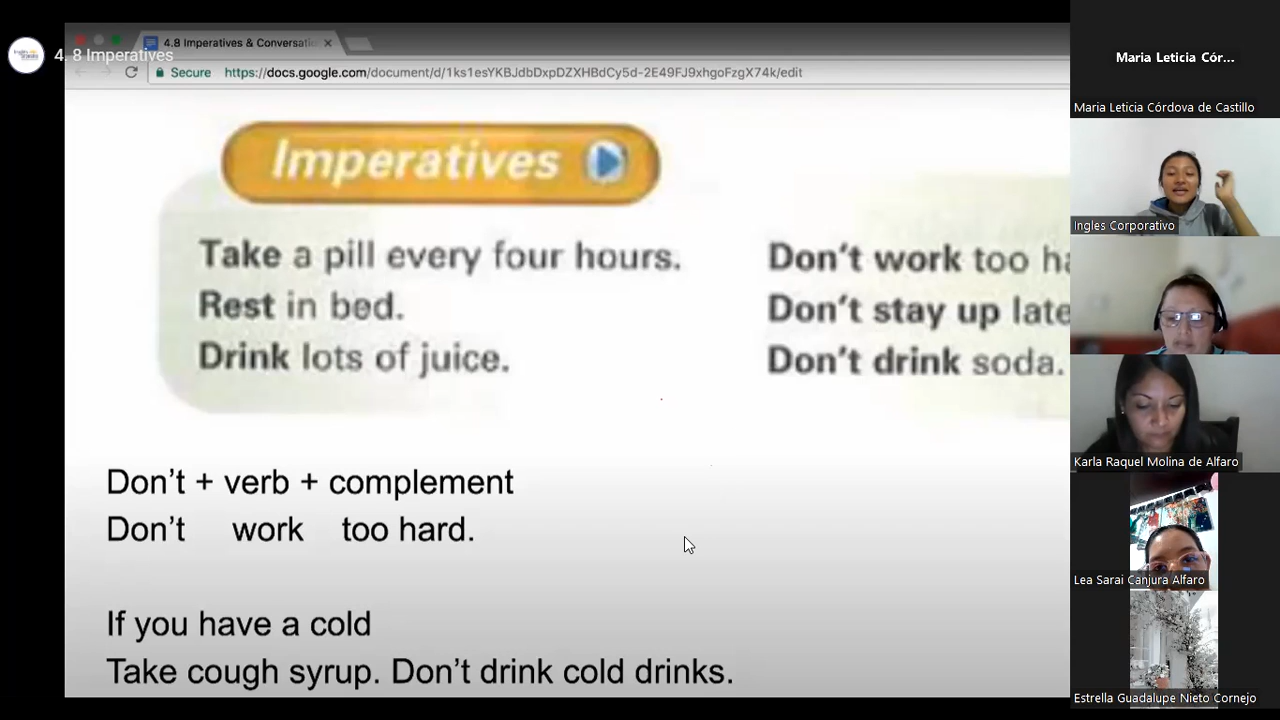 4. 8 Imperatives
4.8 Imperatives & Conversatio
Secure https://docs.google.com/document/d/1ks1esYKBJdbDxpDZXHBdCy5d-2E49FJ9xhgoFzgX74k/edit
Imperatives
Take a pill every four hours.
Rest in bed.
Drink lots of juice.
Don't work too ha
Don't stay up late
Don't drink soda.
Don't + verb + complement
Don't work too hard.
If you have a cold
Take cough syrup. Don't drink cold drinks.
Maria Leticia Cór...
Maria Leticia Córdova de Castillo
Ingles Corporativo
Karla Raquel Molina de Alfaro
Lea Sarai Canjura Alfaro
Estrella Guadalupe Nieto Cornejo